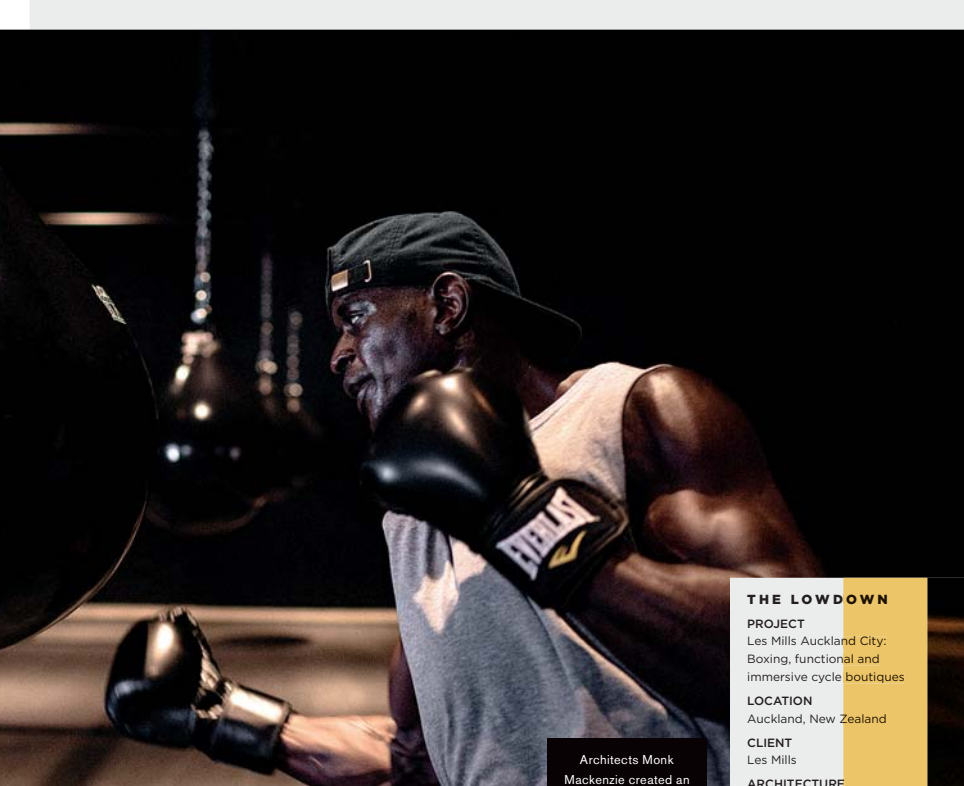 EVERLAST
THE LOWDOWN
PROJECT
Les Mills Auckland City:
Boxing, functional and
immersive cycle boutiques
LOCATION
Auckland, New Zealand
CLIENT
Les Mills
ARCHITECTURE
Architects Monk
Mackenzie created an